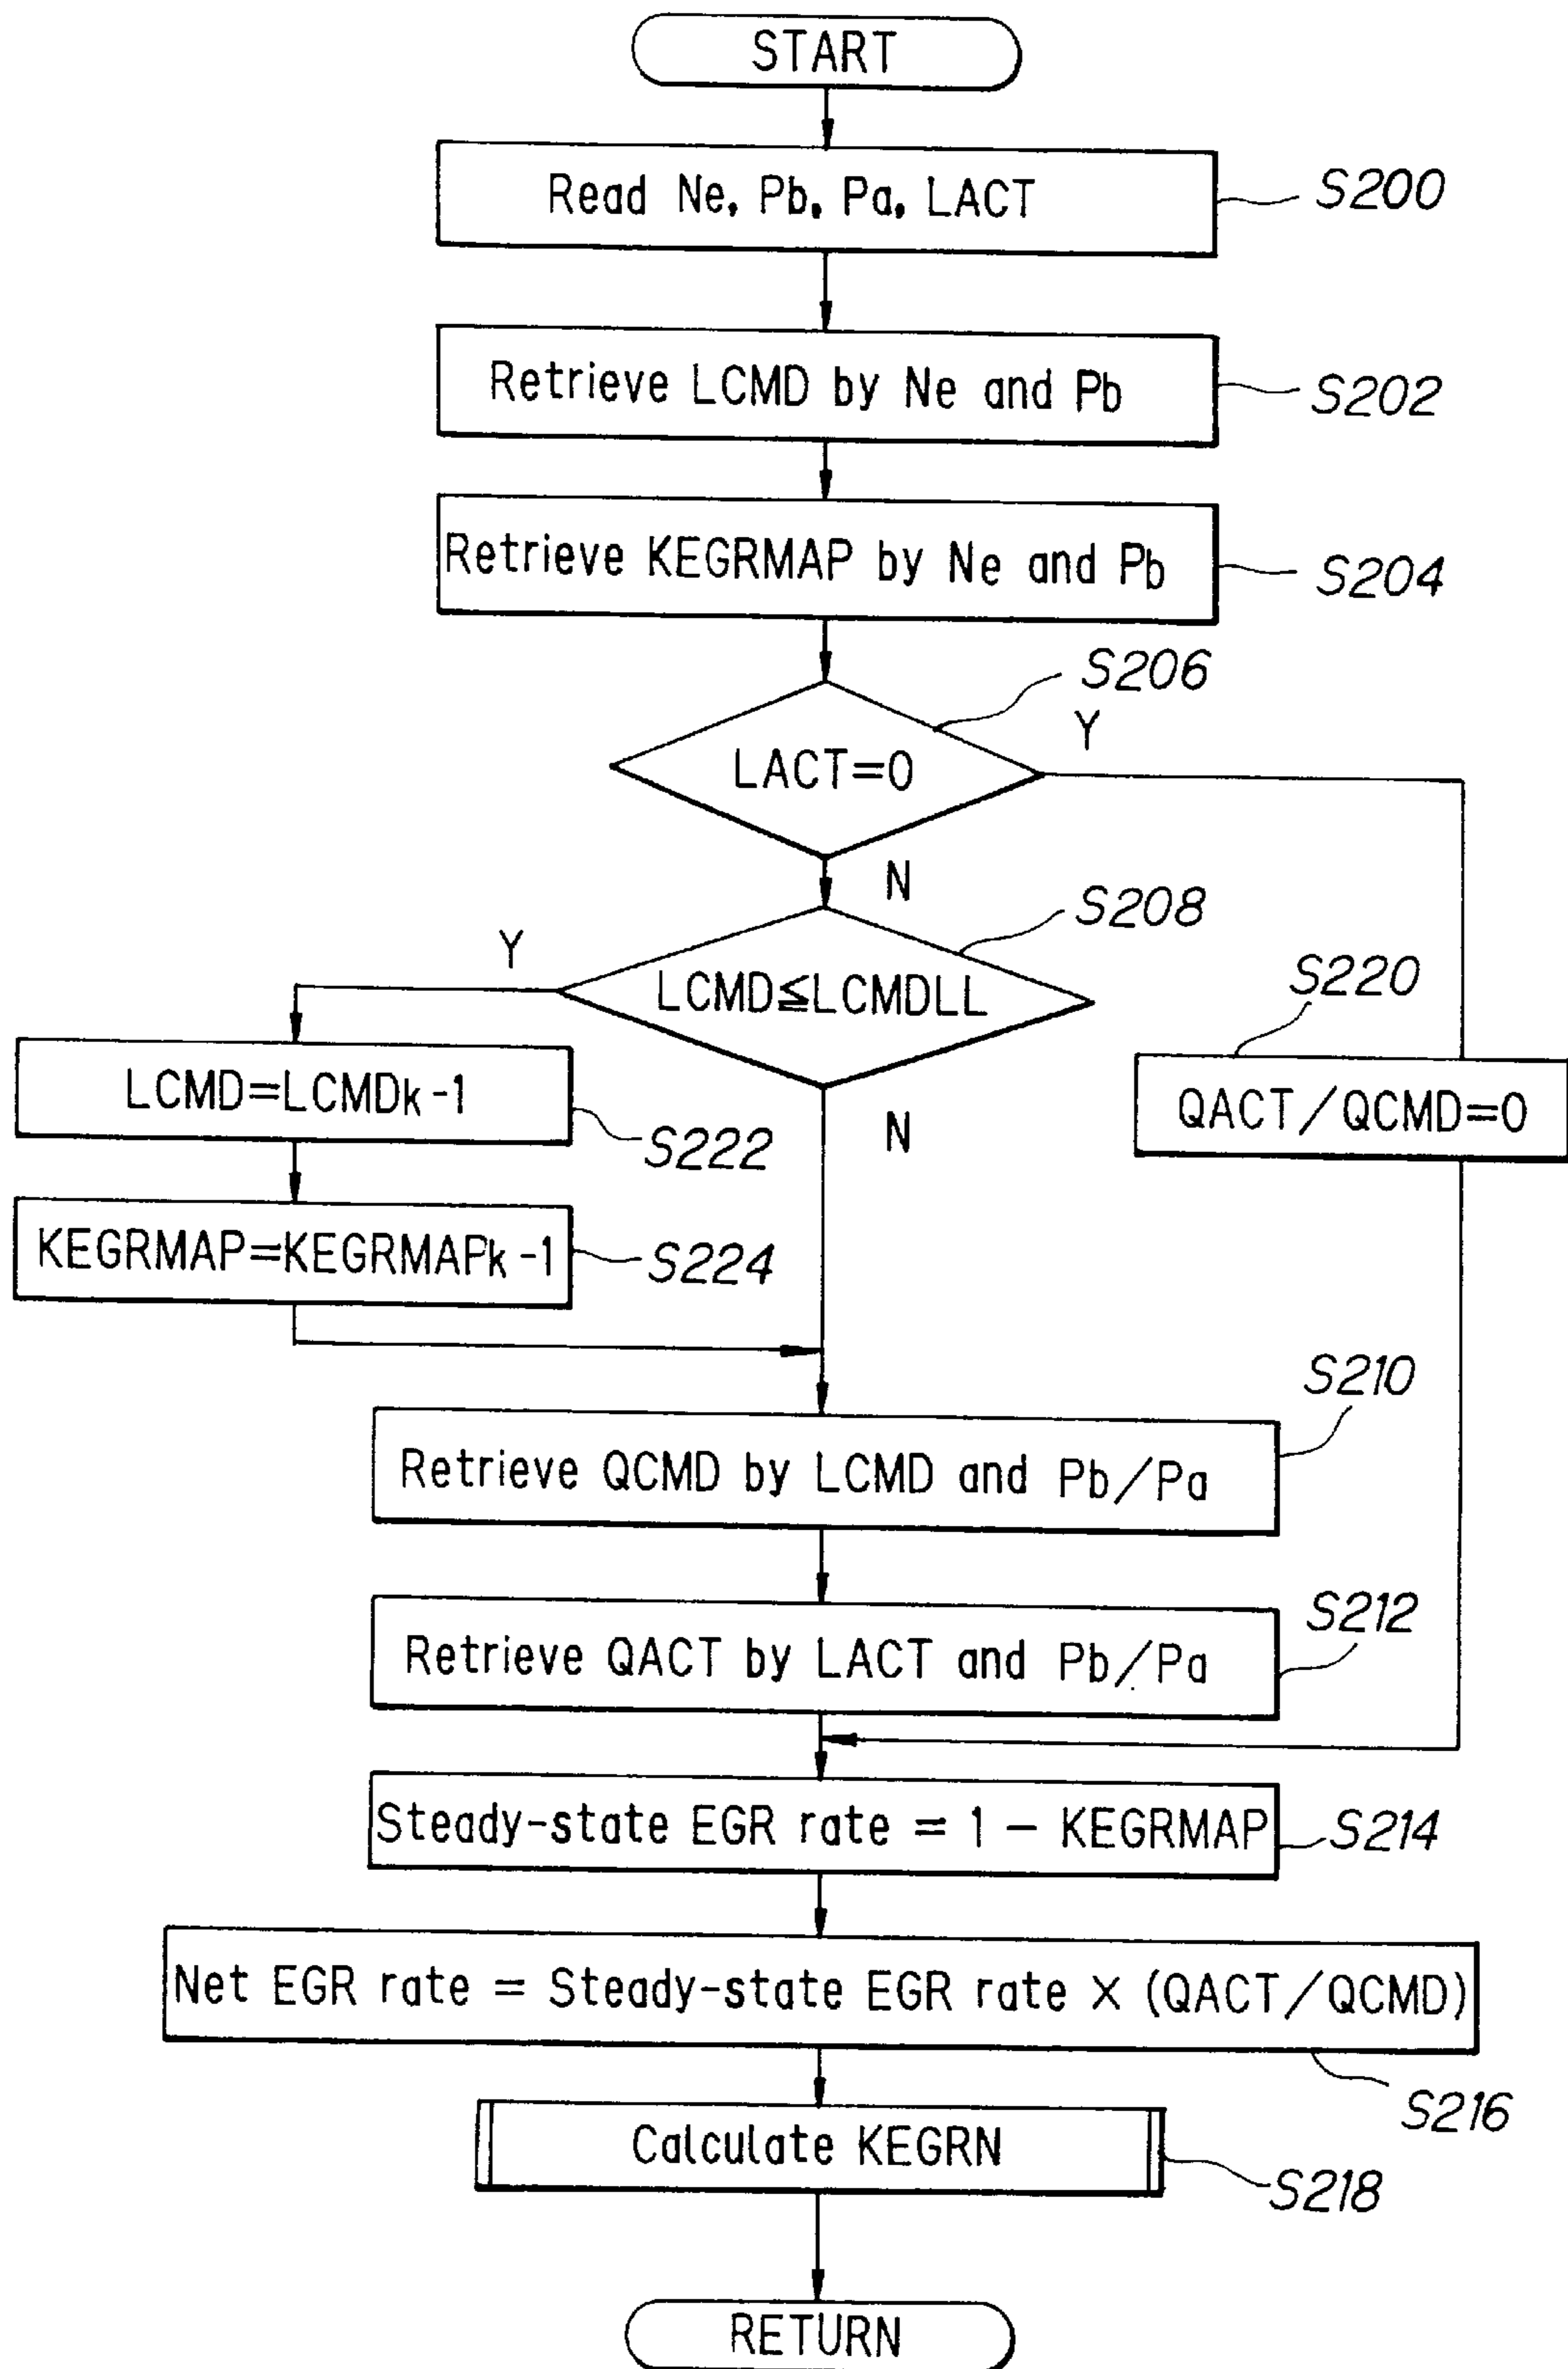 START
Read Ne, Pb, Pa, LACT
S200
Retrieve LCMD by Ne and Pb
S202
Retrieve KEGRMAP by Ne and Pb
S204
S206
LACT=0
Y
N
S208
LCMD≦LCMDLL
Y
N
S220
QACT/QCMD=0
LCMD=LCMDk-1
S222
KEGRMAP=KEGRMAPk-1
S224
S210
Retrieve QCMD by LCMD and Pb/Pa
S212
Retrieve QACT by LACT and Pb/Pa
Steady-state EGR rate = 1 - KEGRMAP
S214
Net EGR rate = Steady-state EGR rate × (QACT/QCMD)
S216
Calculate KEGRN
S218
RETURN